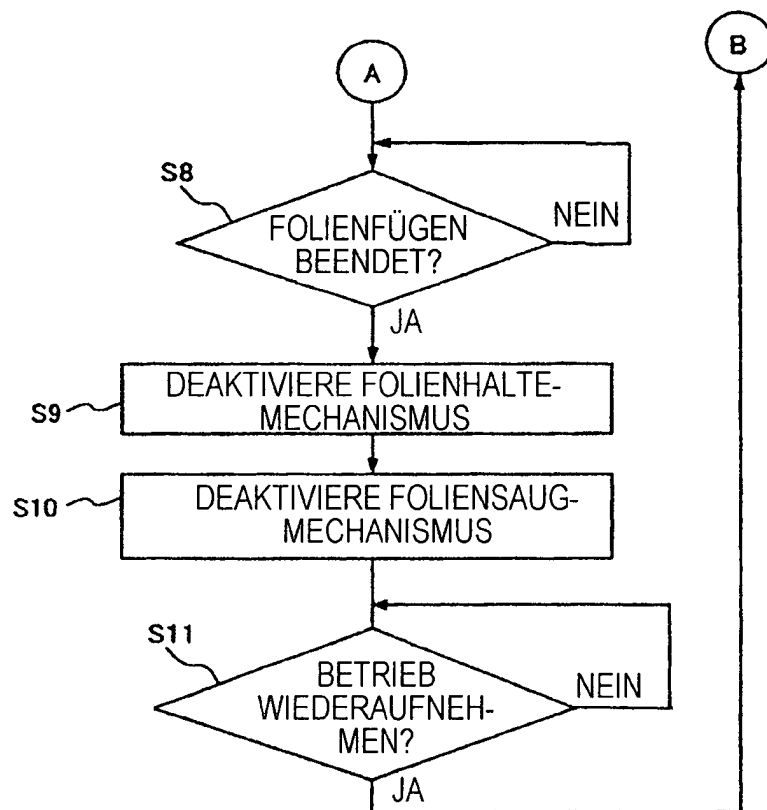 A
B
S8
FOLIENFÜGEN
BEENDET?
NEIN
JA
S9
DEAKTIVIERE FOLIENHALTE-
MECHANISMUS
S10
DEAKTIVIERE FOLIENSAUG-
MECHANISMUS
S11
BETRIEB
WIEDERAUFNEH-
MEN?
NEIN
JA